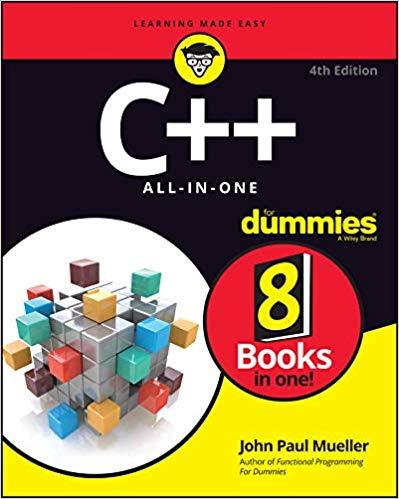 LEARNING MADE EASY
4th Edition
C++
ALL-IN-ONE
for
dummies®
A Wiley Brand
8
Books
in one!
John Paul Mueller
Author of Functional Programming
For Dummies